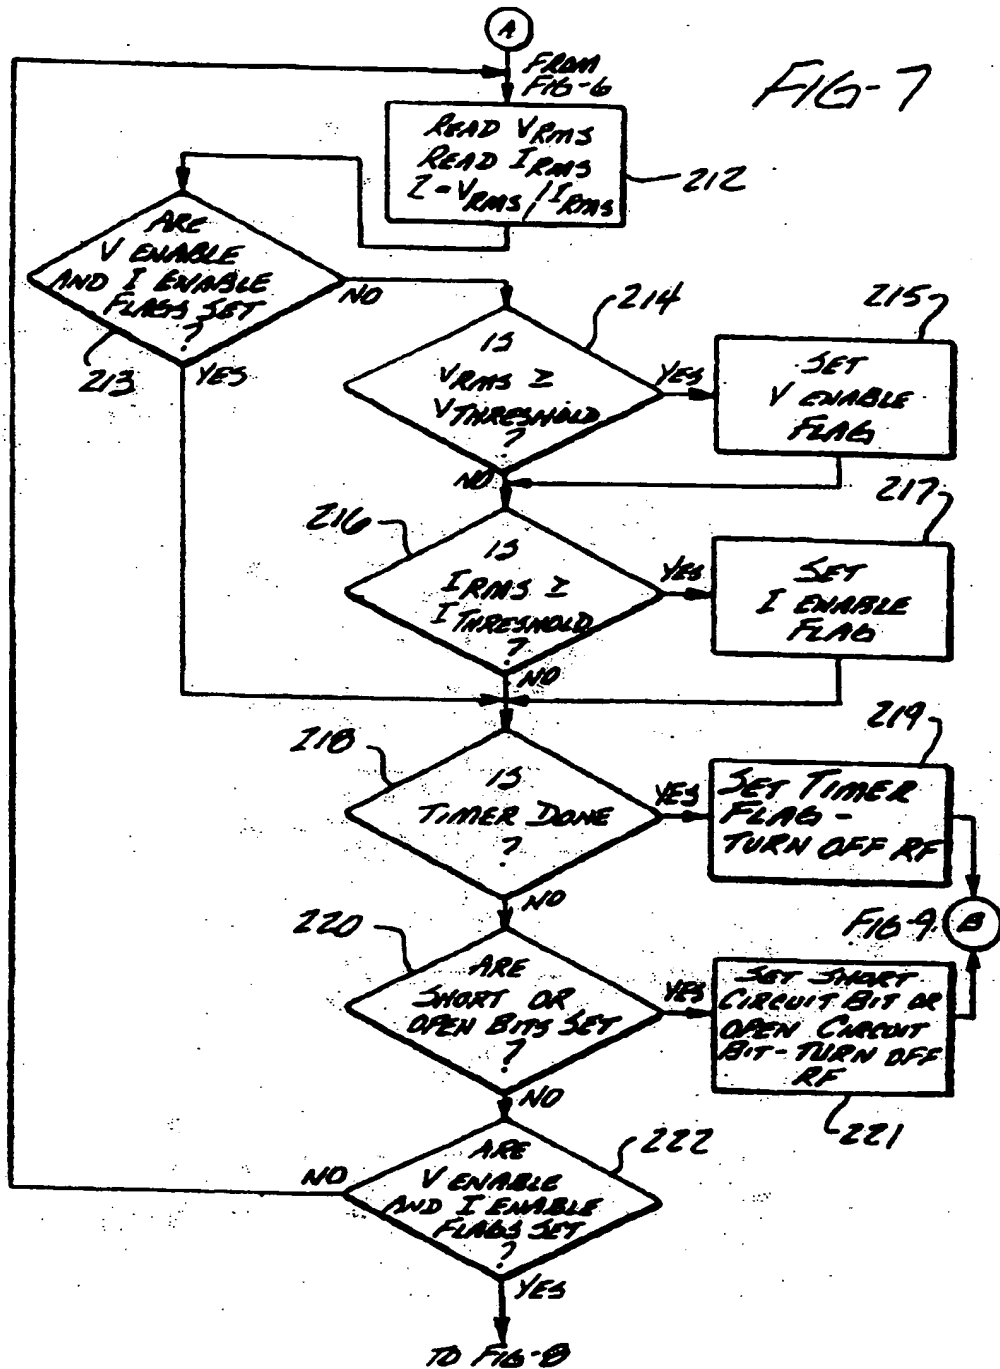 A
FROM
FIG-6
FIG-7
READ VRMS
READ IRMS
Z = VRMS / IRMS
212
ARE
V ENABLE
AND I ENABLE
FLAGS SET
?
213
NO
YES
214
IS
VRMS ≥
VTHRESHOLD
?
YES
NO
215
SET
V ENABLE
FLAG
216
IS
IRMS ≥
ITHRESHOLD
?
YES
NO
217
SET
I ENABLE
FLAG
218
IS
TIMER DONE
?
YES
NO
219
SET TIMER
FLAG -
TURN OFF RF
FIG-9
B
220
ARE
SHORT OR
OPEN BITS SET
?
YES
NO
SET SHORT
CIRCUIT BIT OR
OPEN CIRCUIT
BIT - TURN OFF
RF
221
222
ARE
V ENABLE
AND I ENABLE
FLAGS SET
?
NO
YES
TO FIG-8